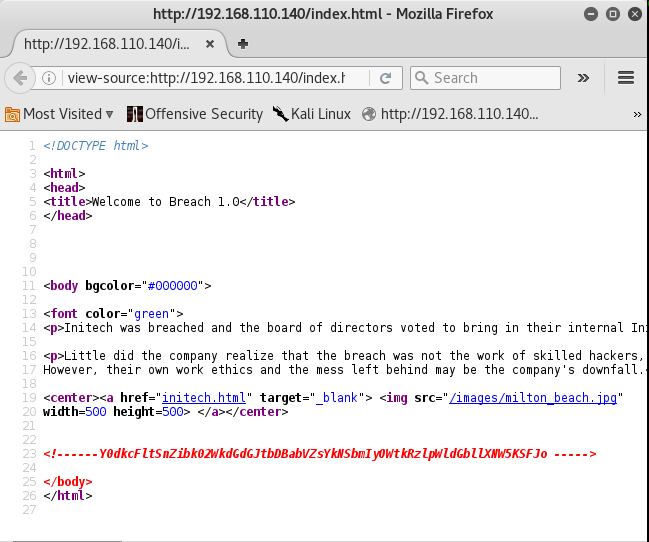 http://192.168.110.140/index.html - Mozilla Firefox
http://192.168.110.140/i...
view-source:http://192.168.110.140/index.h
Search
Most Visited
Offensive Security
Kali Linux
http://192.168.110.140...
1 <!DOCTYPE html>
2
3 <html>
4 <head>
5 <title>Welcome to Breach 1.0</title>
6 </head>
7
8
9
10
11 <body bgcolor="#000000">
12
13 <font color="green">
14 <p>Initech was breached and the board of directors voted to bring in their internal Ini
15
16 <p>Little did the company realize that the breach was not the work of skilled hackers,
17 However, their own work ethics and the mess left behind may be the company's downfall.<
18
19 <center><a href="initech.html" target="_blank"> <img src="/images/milton_beach.jpg"
20 width=500 height=500> </a></center>
21
22
23 <!------Y0dkcFltSnZibk02WkdGdGJtbDBabVZsYkNSbmIyOWtkRzlpWldGbllXNW5KSFJo ----->
24
25 </body>
26 </html>
27